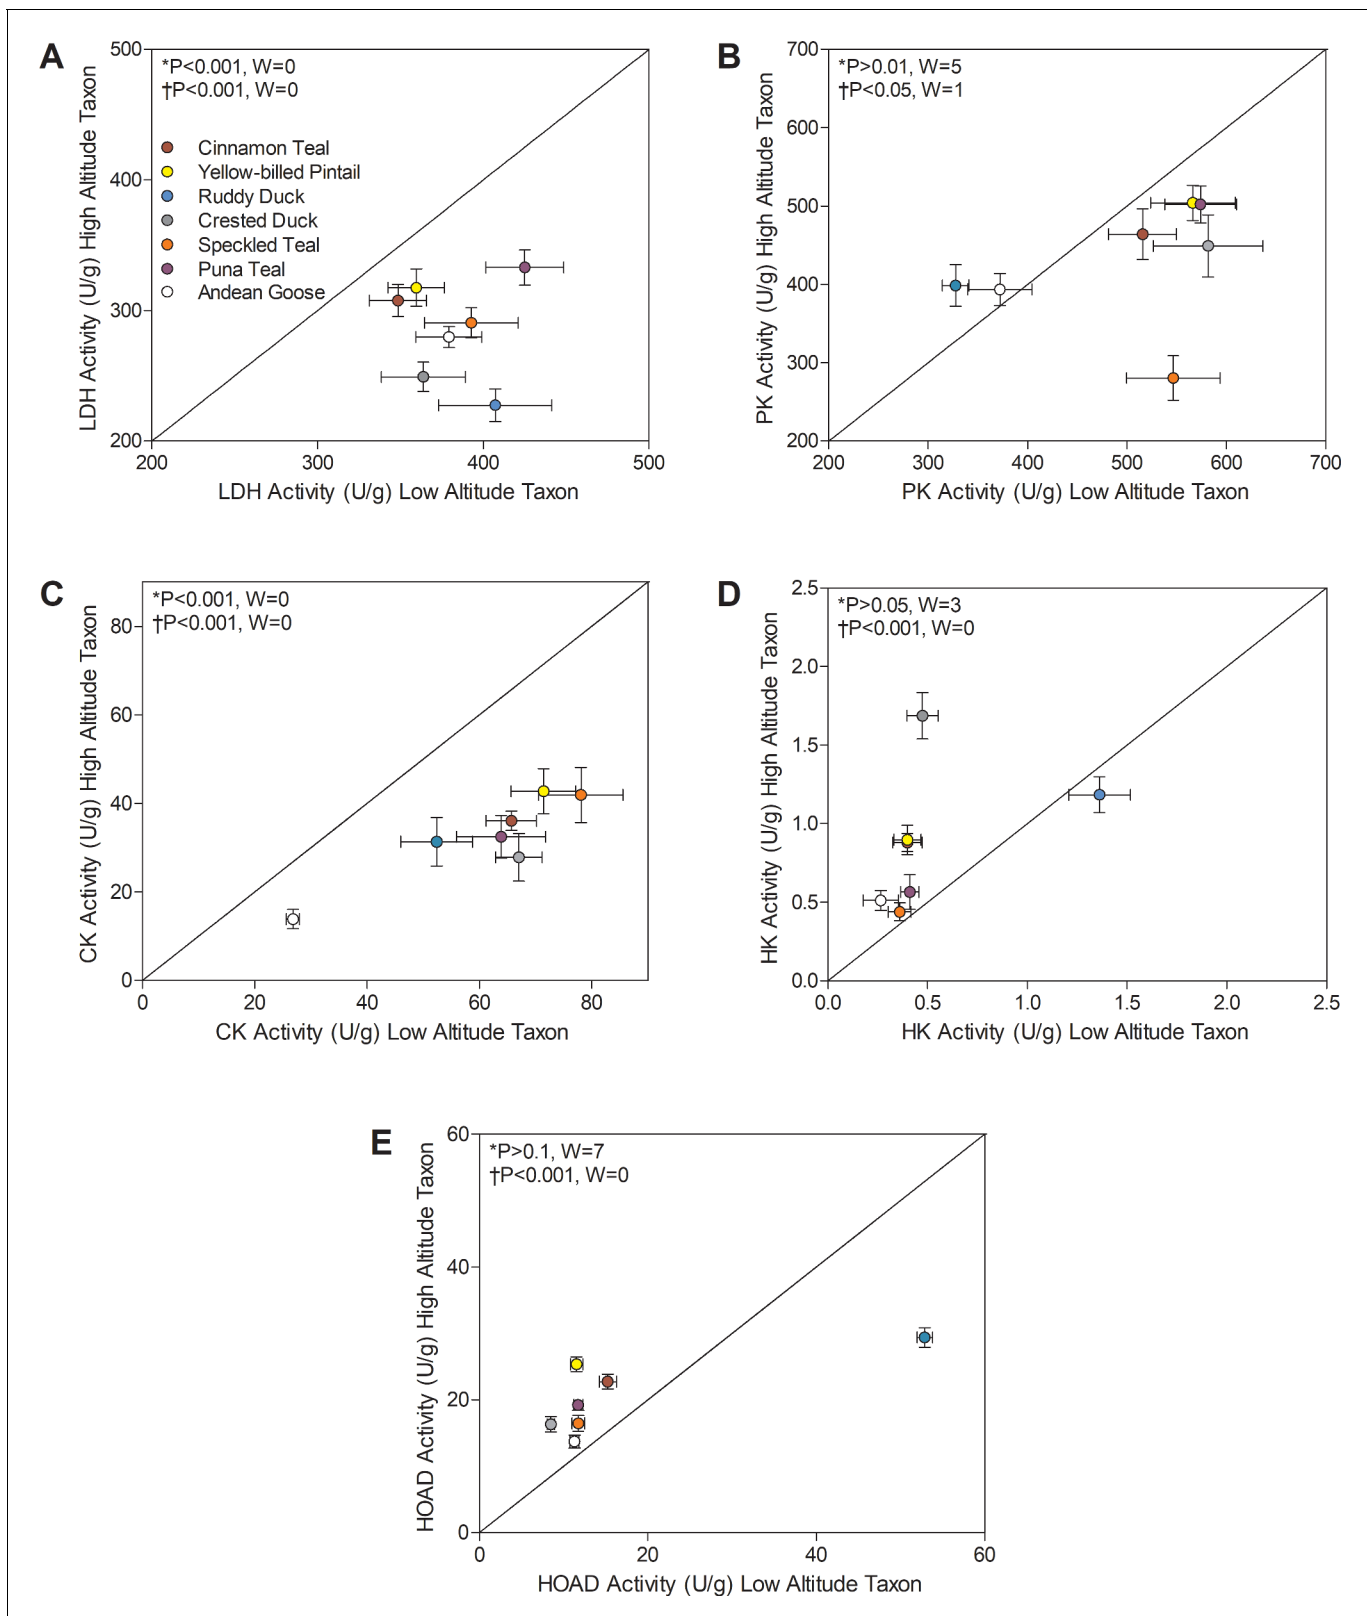 A
500
400
300
200
LDH Activity (U/g) High Altitude Taxon
*P<0.001, W=0
†P<0.001, W=0
Cinnamon Teal
Yellow-billed Pintail
Ruddy Duck
Crested Duck
Speckled Teal
Puna Teal
Andean Goose
200 300 400 500
LDH Activity (U/g) Low Altitude Taxon
B
700
600
500
400
300
200
PK Activity (U/g) High Altitude Taxon
*P>0.01, W=5
†P<0.05, W=1
200 300 400 500 600 700
PK Activity (U/g) Low Altitude Taxon
C
80
60
40
20
0
CK Activity (U/g) High Altitude Taxon
*P<0.001, W=0
†P<0.001, W=0
0 20 40 60 80
CK Activity (U/g) Low Altitude Taxon
D
2.5
2.0
1.5
1.0
0.5
0.0
HK Activity (U/g) High Altitude Taxon
*P>0.05, W=3
†P<0.001, W=0
0.0 0.5 1.0 1.5 2.0 2.5
HK Activity (U/g) Low Altitude Taxon
E
60
40
20
0
HOAD Activity (U/g) High Altitude Taxon
*P>0.1, W=7
†P<0.001, W=0
0 20 40 60
HOAD Activity (U/g) Low Altitude Taxon